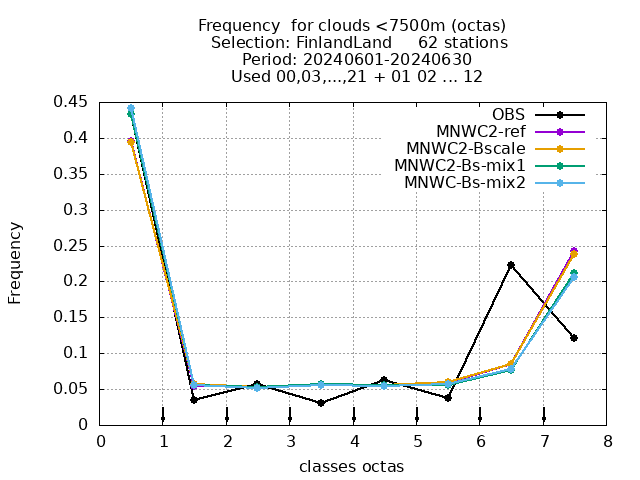 Frequency  for clouds <7500m (octas)
Selection: FinlandLand     62 stations
Period: 20240601-20240630
Used 00,03,...,21 + 01 02 ... 12
OBS
MNWC2-ref
MNWC2-Bscale
MNWC2-Bs-mix1
MNWC-Bs-mix2
0.45
0.4
0.35
0.3
0.25
0.2
0.15
0.1
0.05
0
Frequency
0 1 2 3 4 5 6 7 8
classes octas